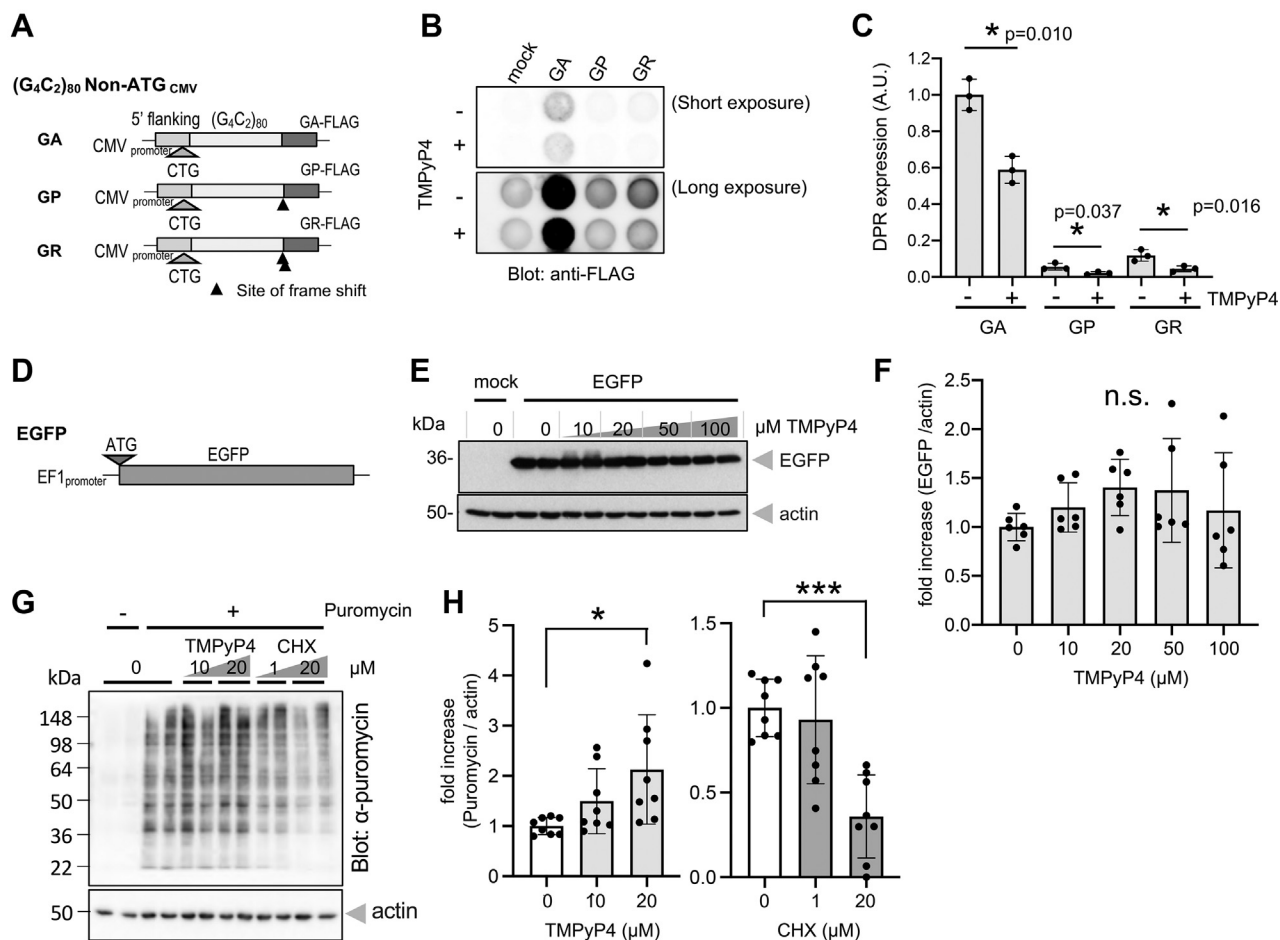 A
(G4C2)80 Non-ATG CMV
5' flanking (G4C2)80 GA-FLAG
GA CMV promoter
CTG
GP-FLAG
GP CMV promoter
CTG
GR-FLAG
GR CMV promoter
CTG
▲ Site of frame shift
B
mock GA GP GR
TMPyP4
- (Short exposure)
+
- (Long exposure)
+
Blot: anti-FLAG
C
* p=0.010
p=0.037 *
* p=0.016
DPR expression (A.U.)
1.2
1.0
0.8
0.6
0.4
0.2
0.0
- + - + - + TMPyP4
GA GP GR
D
EGFP
ATG
EGFP
EF1promoter
E
mock EGFP
kDa 0 0 10 20 50 100 μM TMPyP4
36- EGFP
50- actin
F
n.s.
fold increase (EGFP /actin)
2.5
2.0
1.5
1.0
0.5
0.0
0 10 20 50 100
TMPyP4 (μM)
G
- + Puromycin
TMPyP4 CHX
0 10 20 1 20 μM
kDa
148
98
64
50
36
22
Blot: α-puromycin
50 actin
H
*
fold increase
(Puromycin / actin)
5
4
3
2
1
0
0 10 20
TMPyP4 (μM)
***
1.5
1.0
0.5
0.0
0 1 20
CHX (μM)